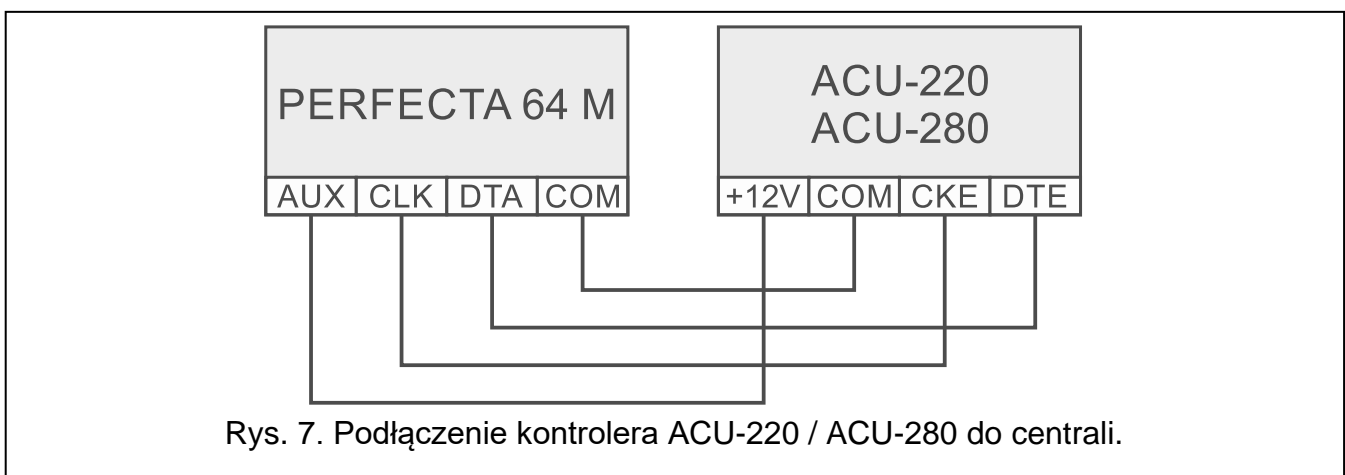 PERFECTA 64 M
AUX CLK DTA COM
ACU-220
ACU-280
+12V COM CKE DTE
Rys. 7. Podłączenie kontrolera ACU-220 / ACU-280 do centrali.